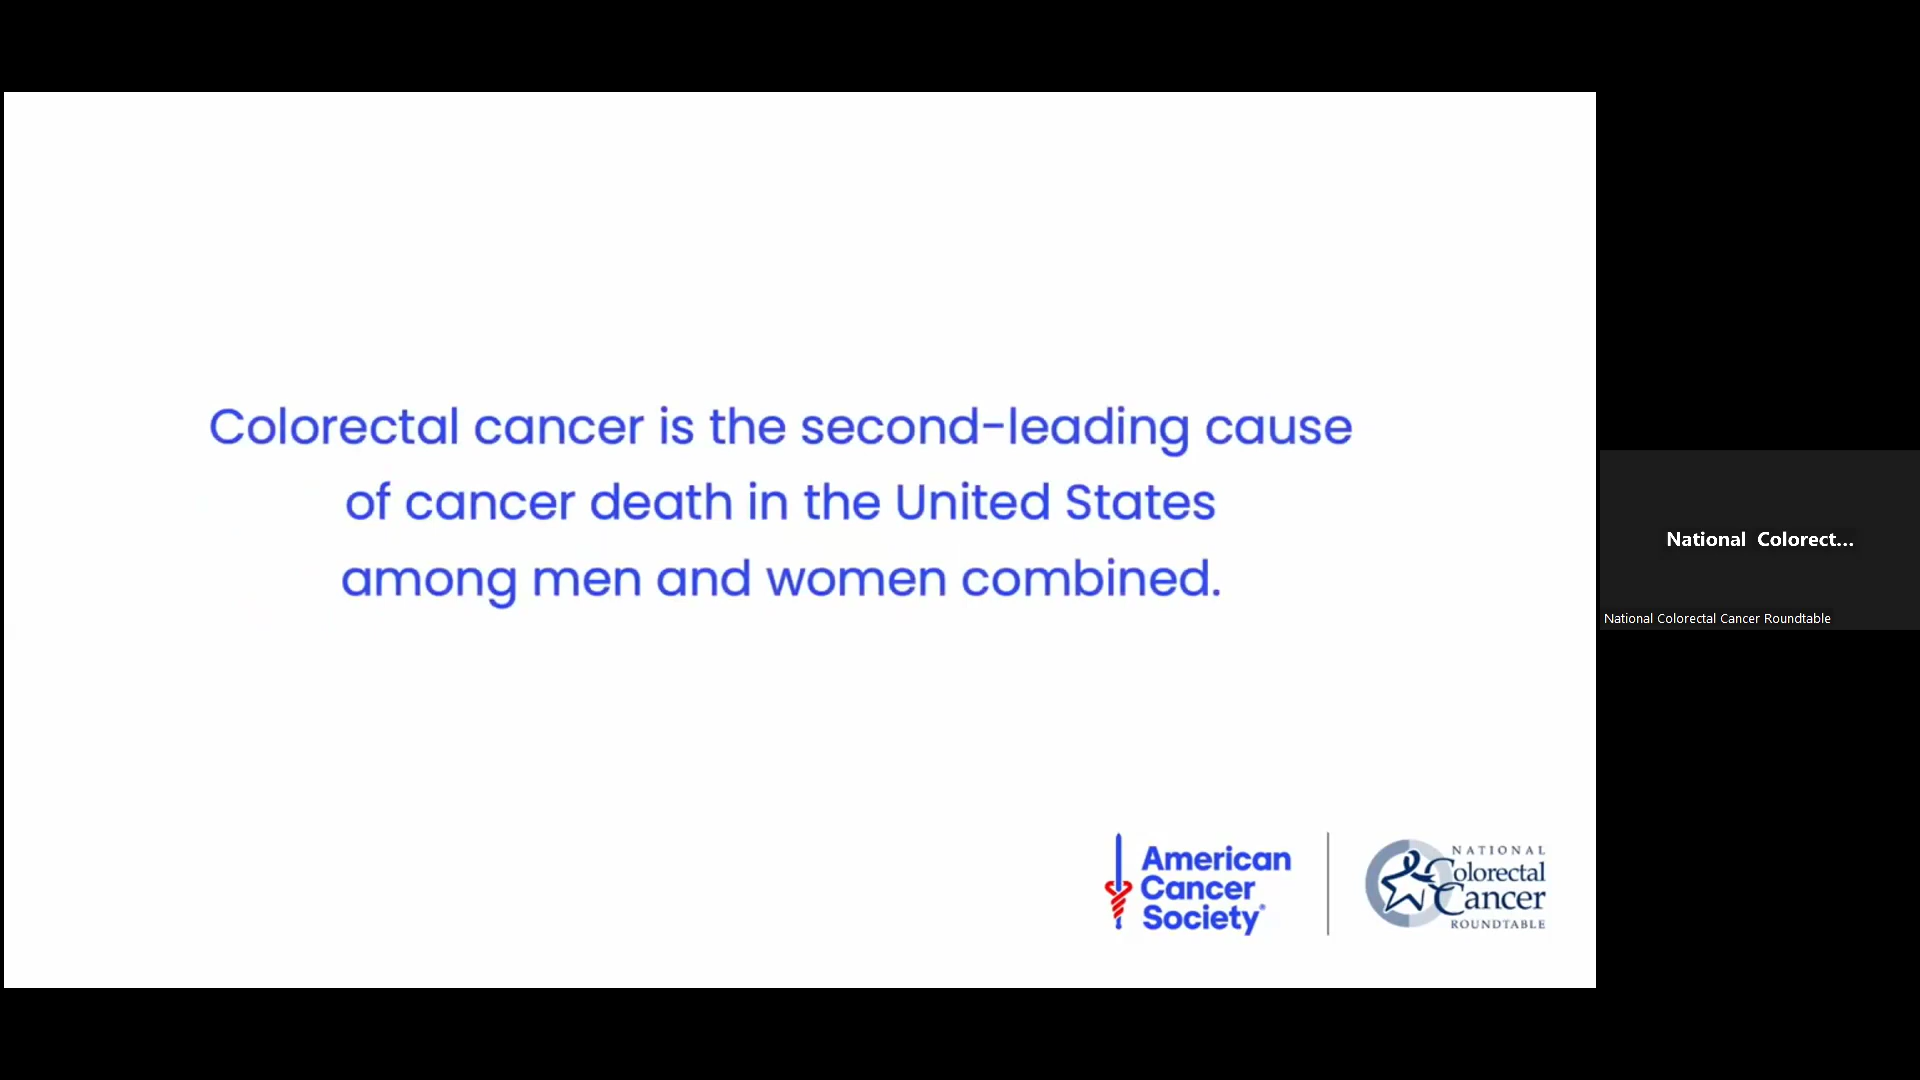 Colorectal cancer is the second-leading cause
of cancer death in the United States
among men and women combined.
American
Cancer
Society®
NATIONAL
Colorectal
Cancer
ROUNDTABLE
National Colorect...
National Colorectal Cancer Roundtable